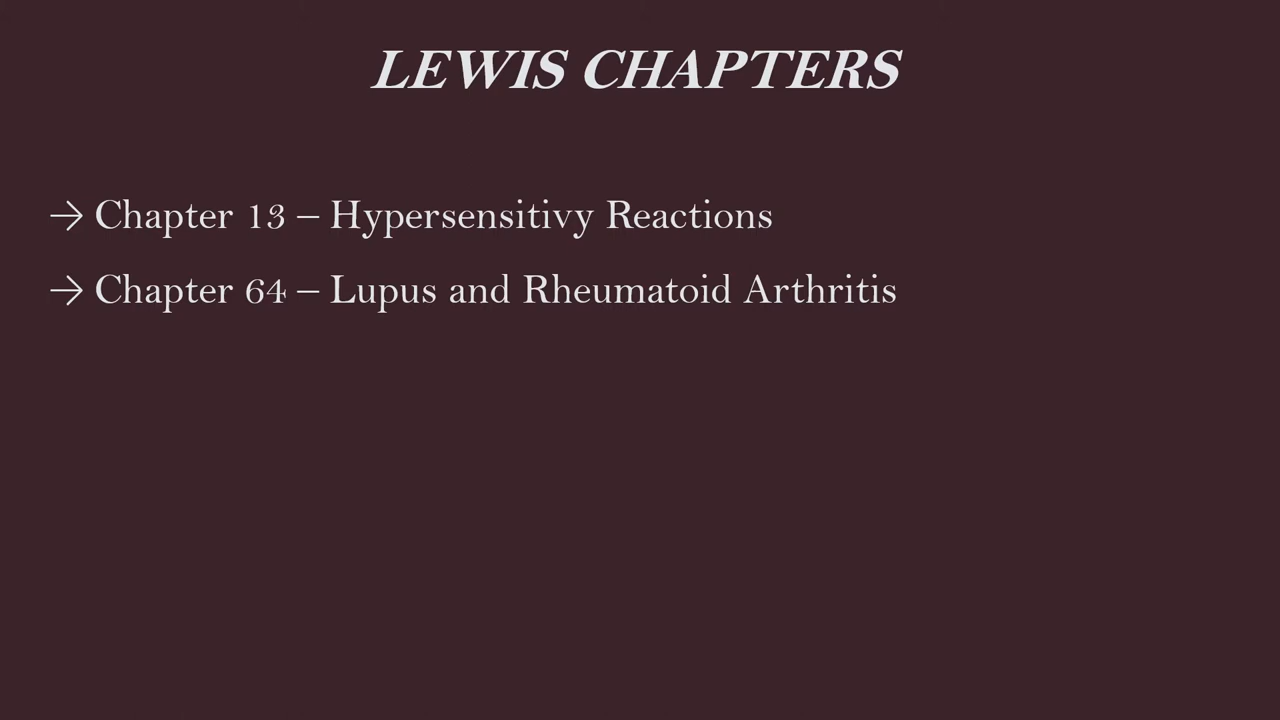 LEWIS CHAPTERS
→ Chapter 13 – Hypersensitivy Reactions
→ Chapter 64 – Lupus and Rheumatoid Arthritis